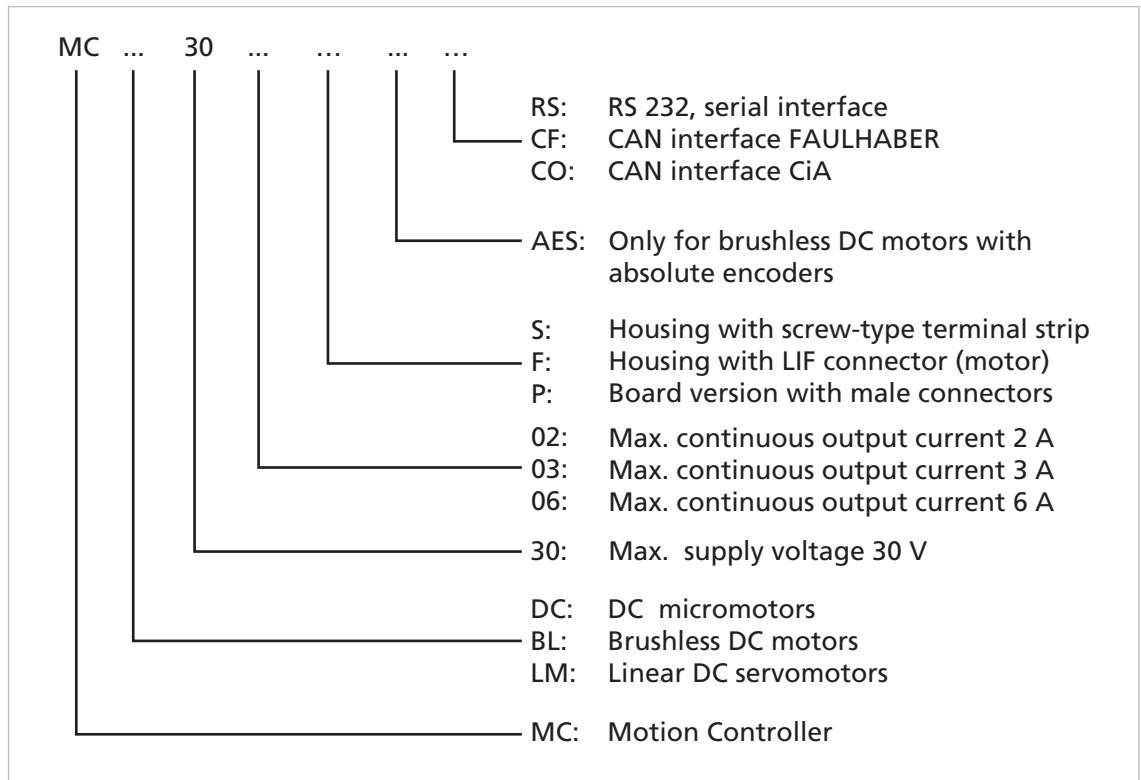 MC ... 30 ... ... ... ...
RS: RS 232, serial interface
CF: CAN interface FAULHABER
CO: CAN interface CiA
AES: Only for brushless DC motors with
absolute encoders
S: Housing with screw-type terminal strip
F: Housing with LIF connector (motor)
P: Board version with male connectors
02: Max. continuous output current 2 A
03: Max. continuous output current 3 A
06: Max. continuous output current 6 A
30: Max. supply voltage 30 V
DC: DC micromotors
BL: Brushless DC motors
LM: Linear DC servomotors
MC: Motion Controller